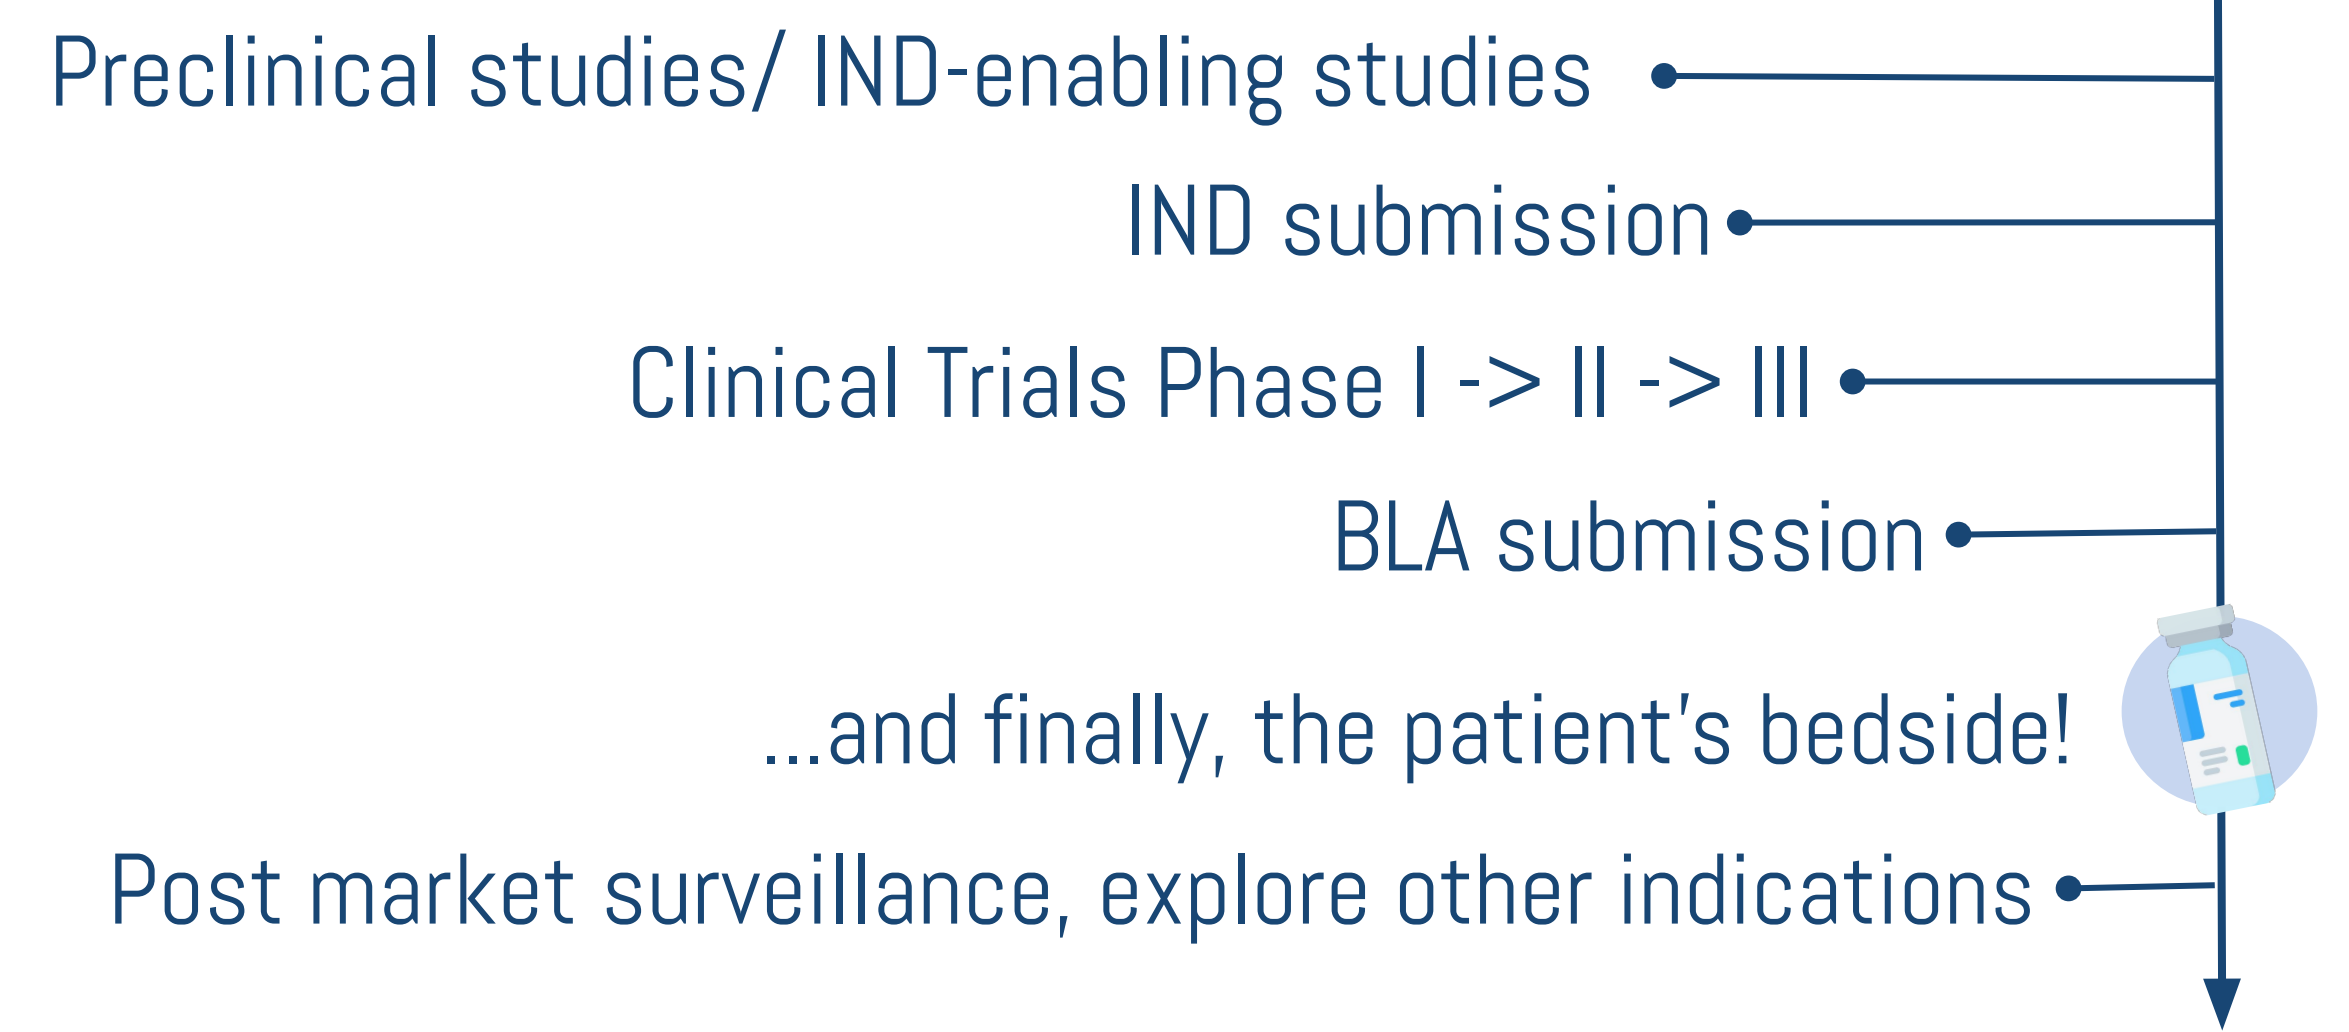 Preclinical studies/ IND-enabling studies
IND submission
Clinical Trials Phase I -> II -> III
BLA submission
...and finally, the patient's bedside!
Post market surveillance, explore other indications